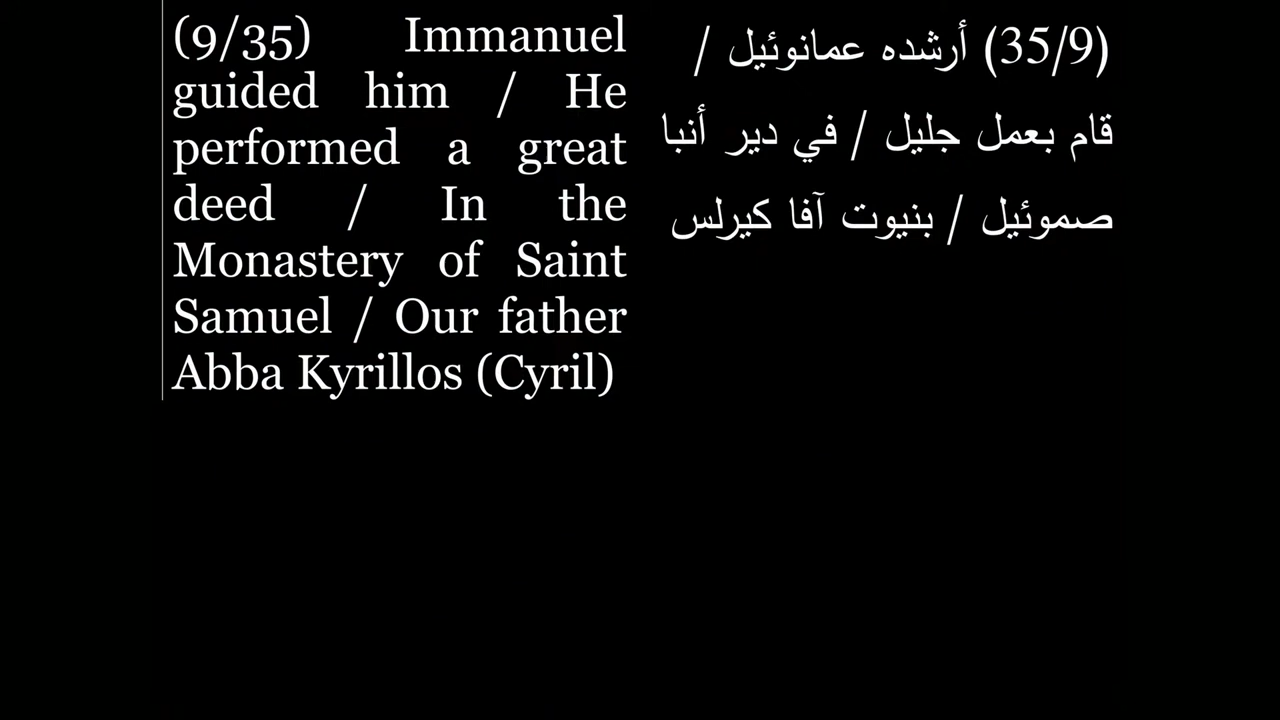 (9/35) Immanuel
guided him / He
performed a great
deed / In the
Monastery of Saint
Samuel / Our father
Abba Kyrillos (Cyril)
(35/9) أرشده عمانوئيل /
قام بعمل جليل / في دير أنبا
صموئيل / بنيوت آفا كيرلس